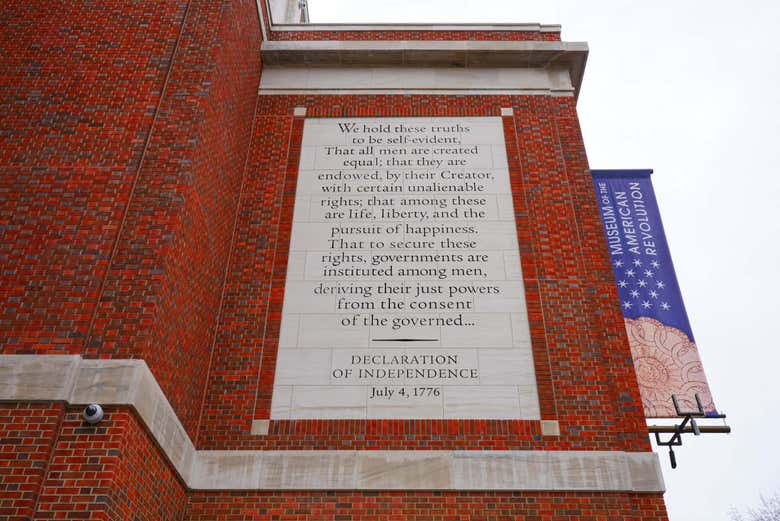 We hold these truths
to be self-evident,
That all men are created
equal; that they are
endowed, by their Creator,
with certain unalienable
rights; that among these
are life, liberty, and the
pursuit of happiness.
That to secure these
rights, governments are
instituted among men,
deriving their just powers
from the consent
of the governed...
DECLARATION
OF INDEPENDENCE
July 4, 1776
MUSEUM OF THE
AMERICAN
REVOLUTION